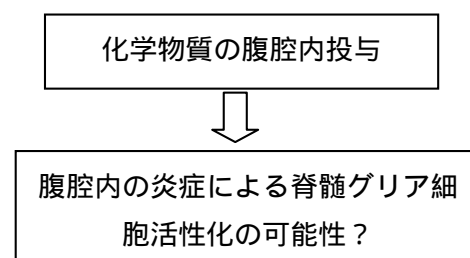 化学物質の腹腔内投与
腹腔内の炎症による脊髄グリア細
胞活性化の可能性？